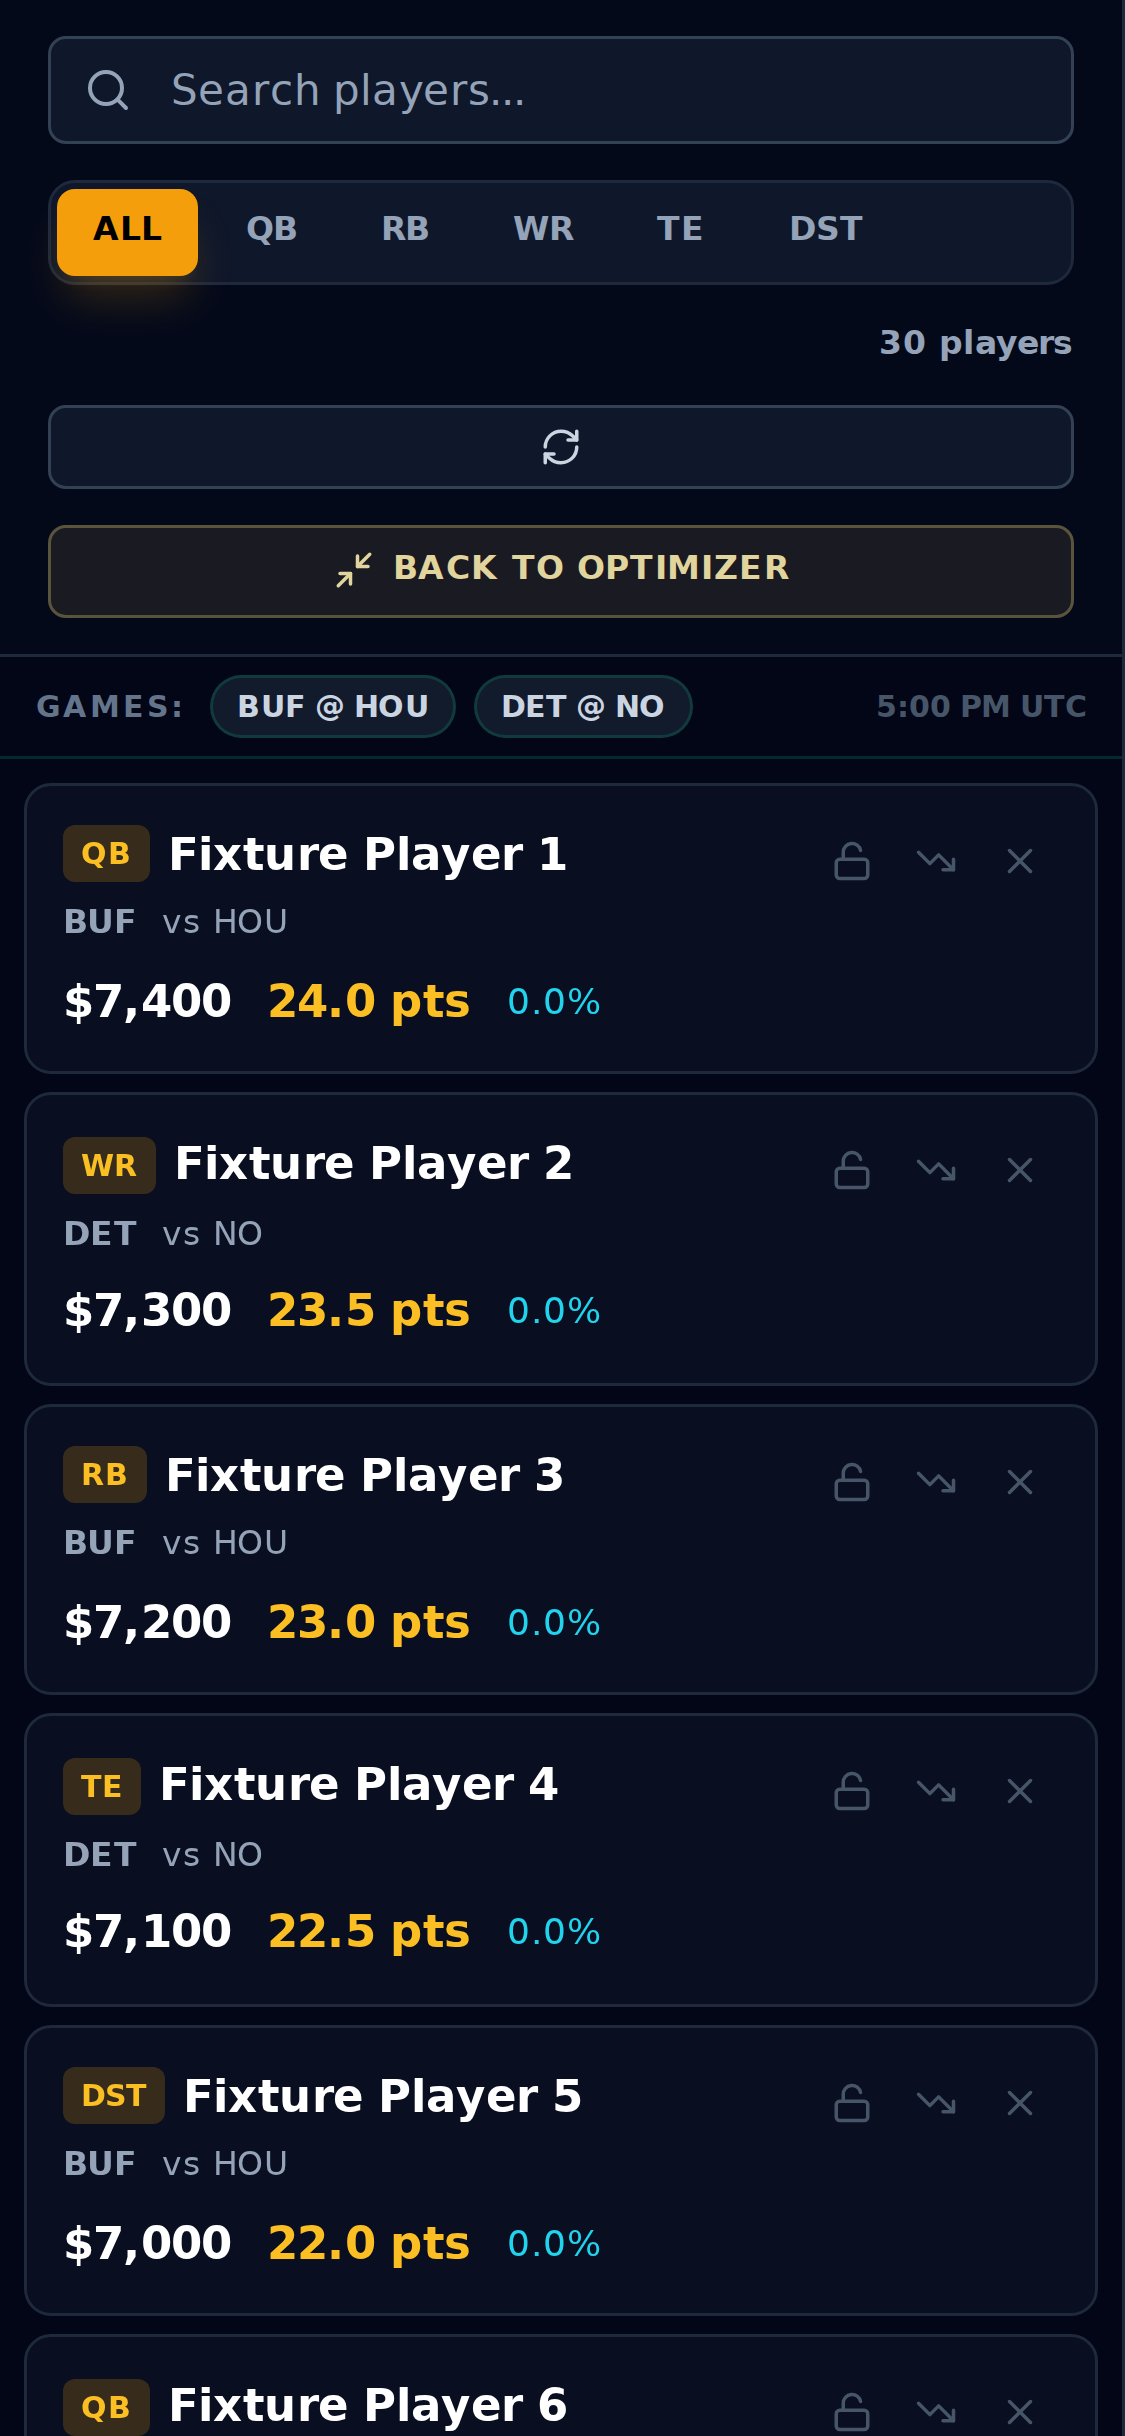 Search players...
ALL QB RB WR TE DST
30 players
BACK TO OPTIMIZER
GAMES: BUF @ HOU DET @ NO 5:00 PM UTC
QB Fixture Player 1
BUF vs HOU
$7,400 24.0 pts 0.0%
WR Fixture Player 2
DET vs NO
$7,300 23.5 pts 0.0%
RB Fixture Player 3
BUF vs HOU
$7,200 23.0 pts 0.0%
TE Fixture Player 4
DET vs NO
$7,100 22.5 pts 0.0%
DST Fixture Player 5
BUF vs HOU
$7,000 22.0 pts 0.0%
QB Fixture Player 6